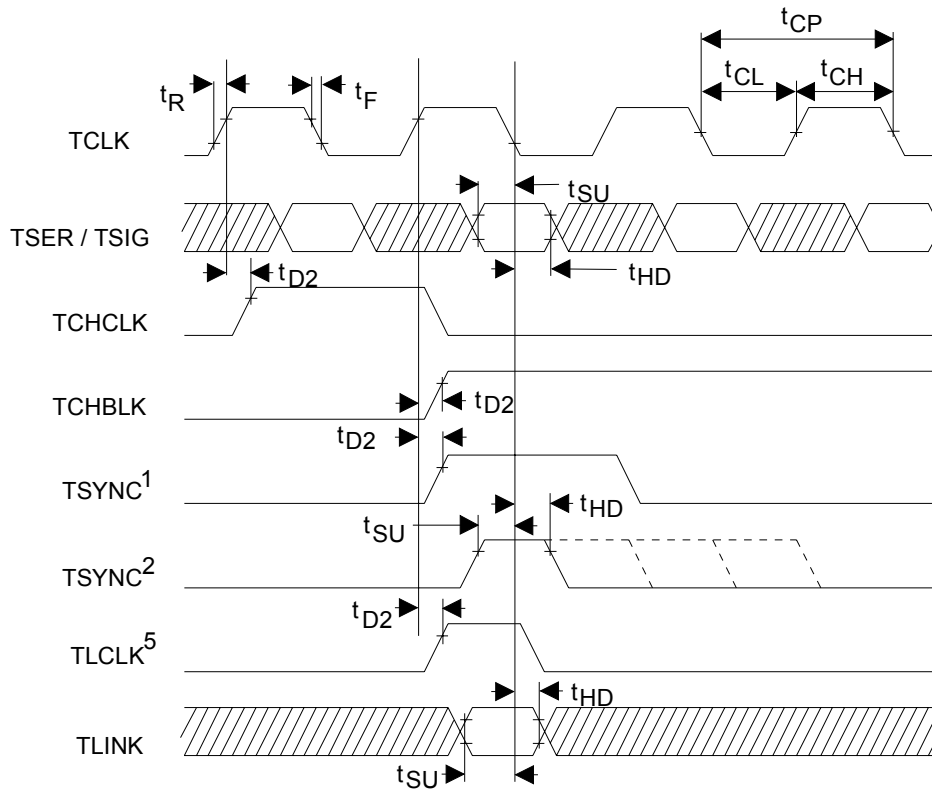 tCP
tCL tCH
tR tF
TCLK
tSU
TSER / TSIG
tD2 tHD
TCHCLK
TCHBLK
tD2
tD2
TSYNC1
tHD
tSU
TSYNC2
tD2
TLCLK5
tHD
TLINK
tSU